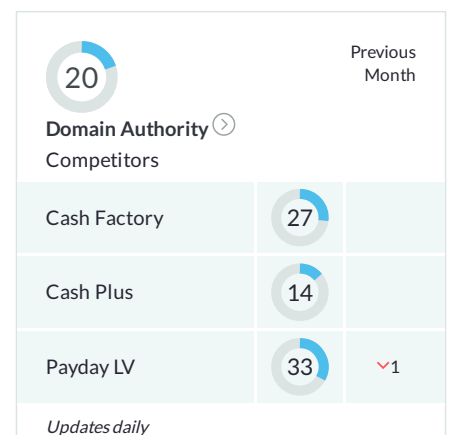 20
Previous
Month
Domain Authority
Competitors
Cash Factory 27
Cash Plus 14
Payday LV 33 1
Updates daily